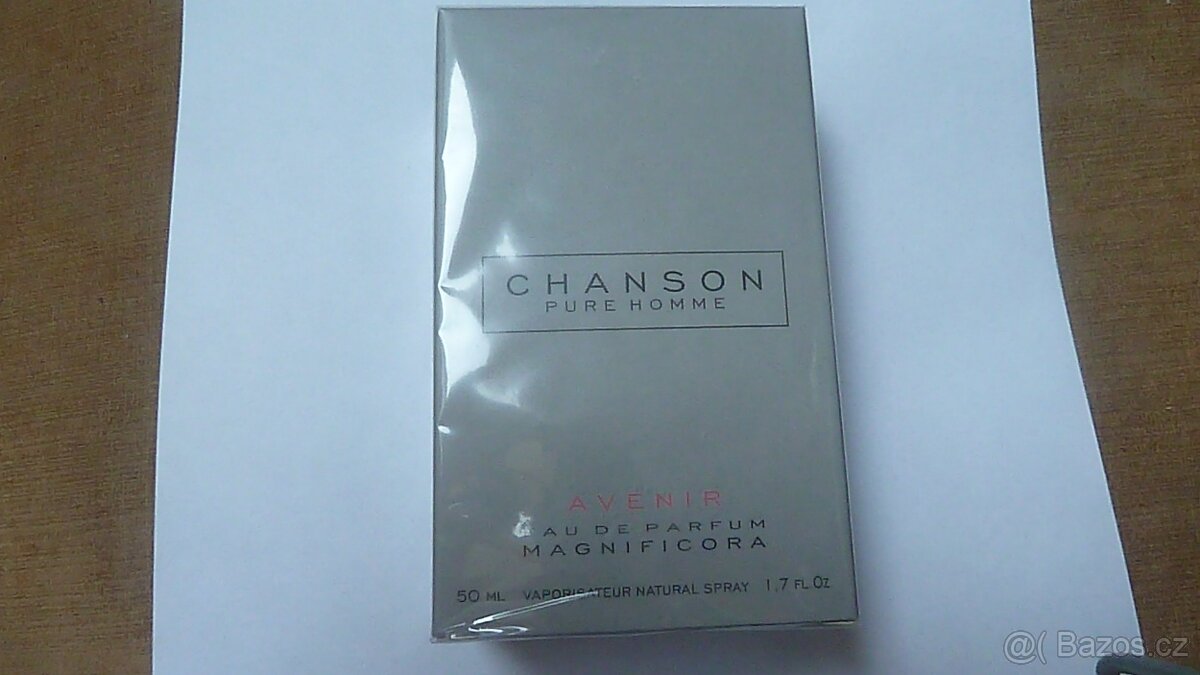 CHANSON
PURE HOMME
AVENIR
EAU DE PARFUM
MAGNIFICORA
50 ML VAPORISATEUR NATURAL SPRAY 1.7 FL OZ
@( Bazos.cz